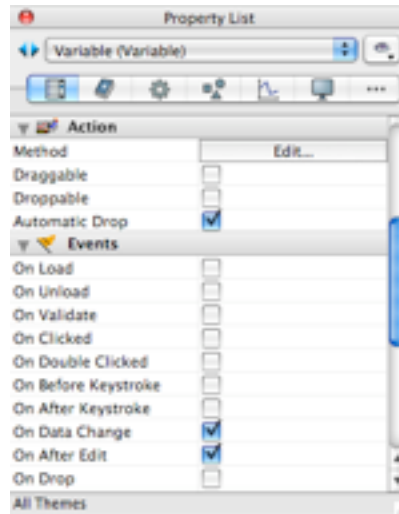 Property List
Variable (Variable)
Action
Method Edit...
Draggable
Droppable
Automatic Drop
Events
On Load
On Unload
On Validate
On Clicked
On Double Clicked
On Before Keystroke
On After Keystroke
On Data Change
On After Edit
On Drop
All Themes